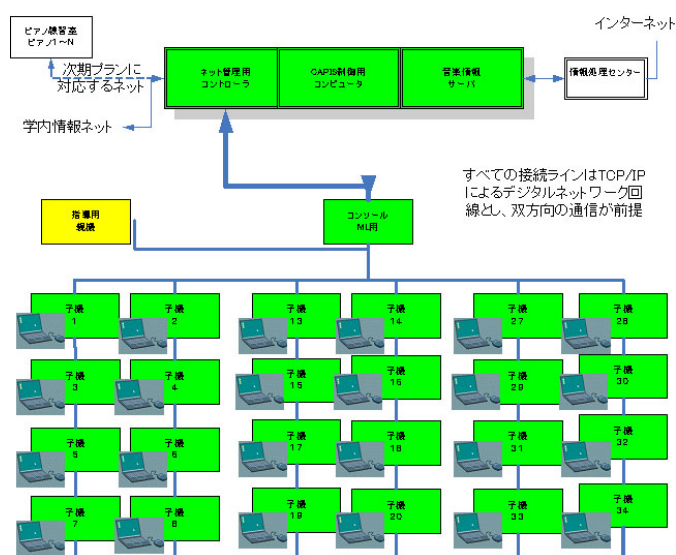 インターネット
ピアノ練習室
ピアノ1～N
次期プランに
対応するネット
ネット管理用
コントローラ
CAPIS制御用
コンピュータ
音楽情報
サーバ
情報処理センター
学内情報ネット
すべての接続ラインはTCP/IP
によるデジタルネットワーク回
線とし、双方向の通信が前提
指導用
親機
コンソール
ML用
子機
1
子機
2
子機
13
子機
14
子機
27
子機
28
子機
3
子機
4
子機
15
子機
16
子機
29
子機
30
子機
5
子機
6
子機
17
子機
18
子機
31
子機
32
子機
7
子機
8
子機
19
子機
20
子機
33
子機
34